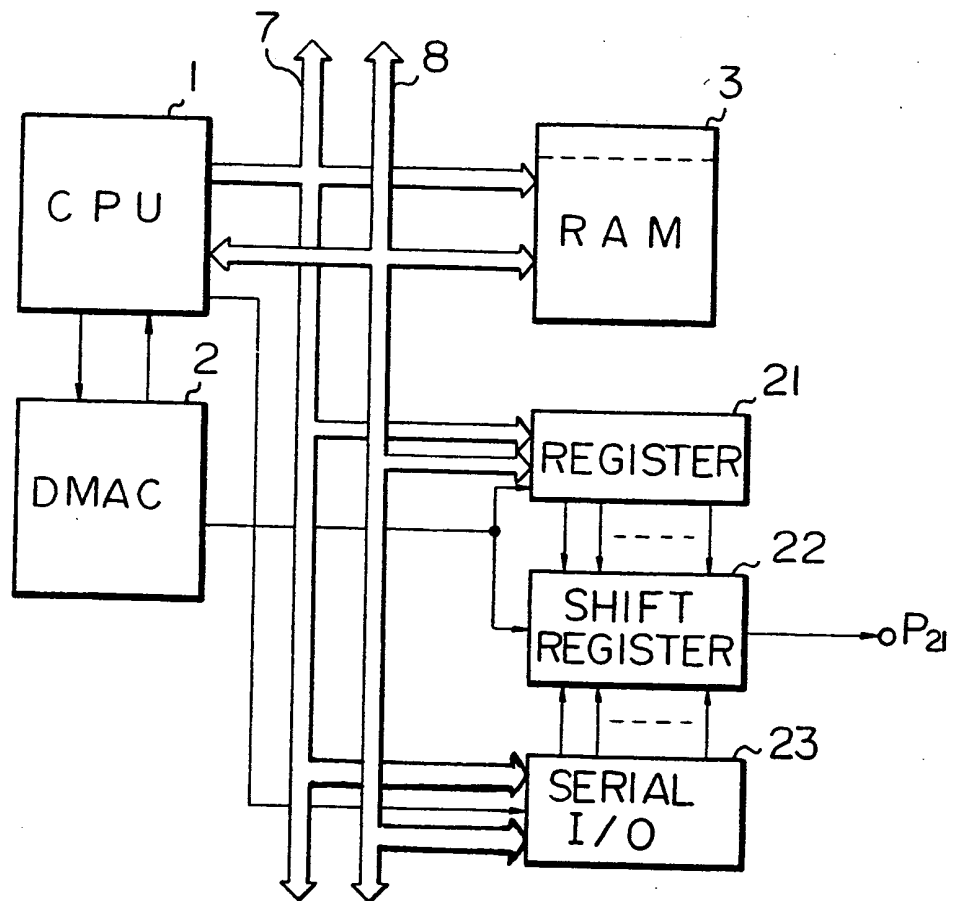 7
8
1
3
CPU
RAM
2
21
DMAC
REGISTER
22
SHIFT
REGISTER
P21
23
SERIAL
I/O